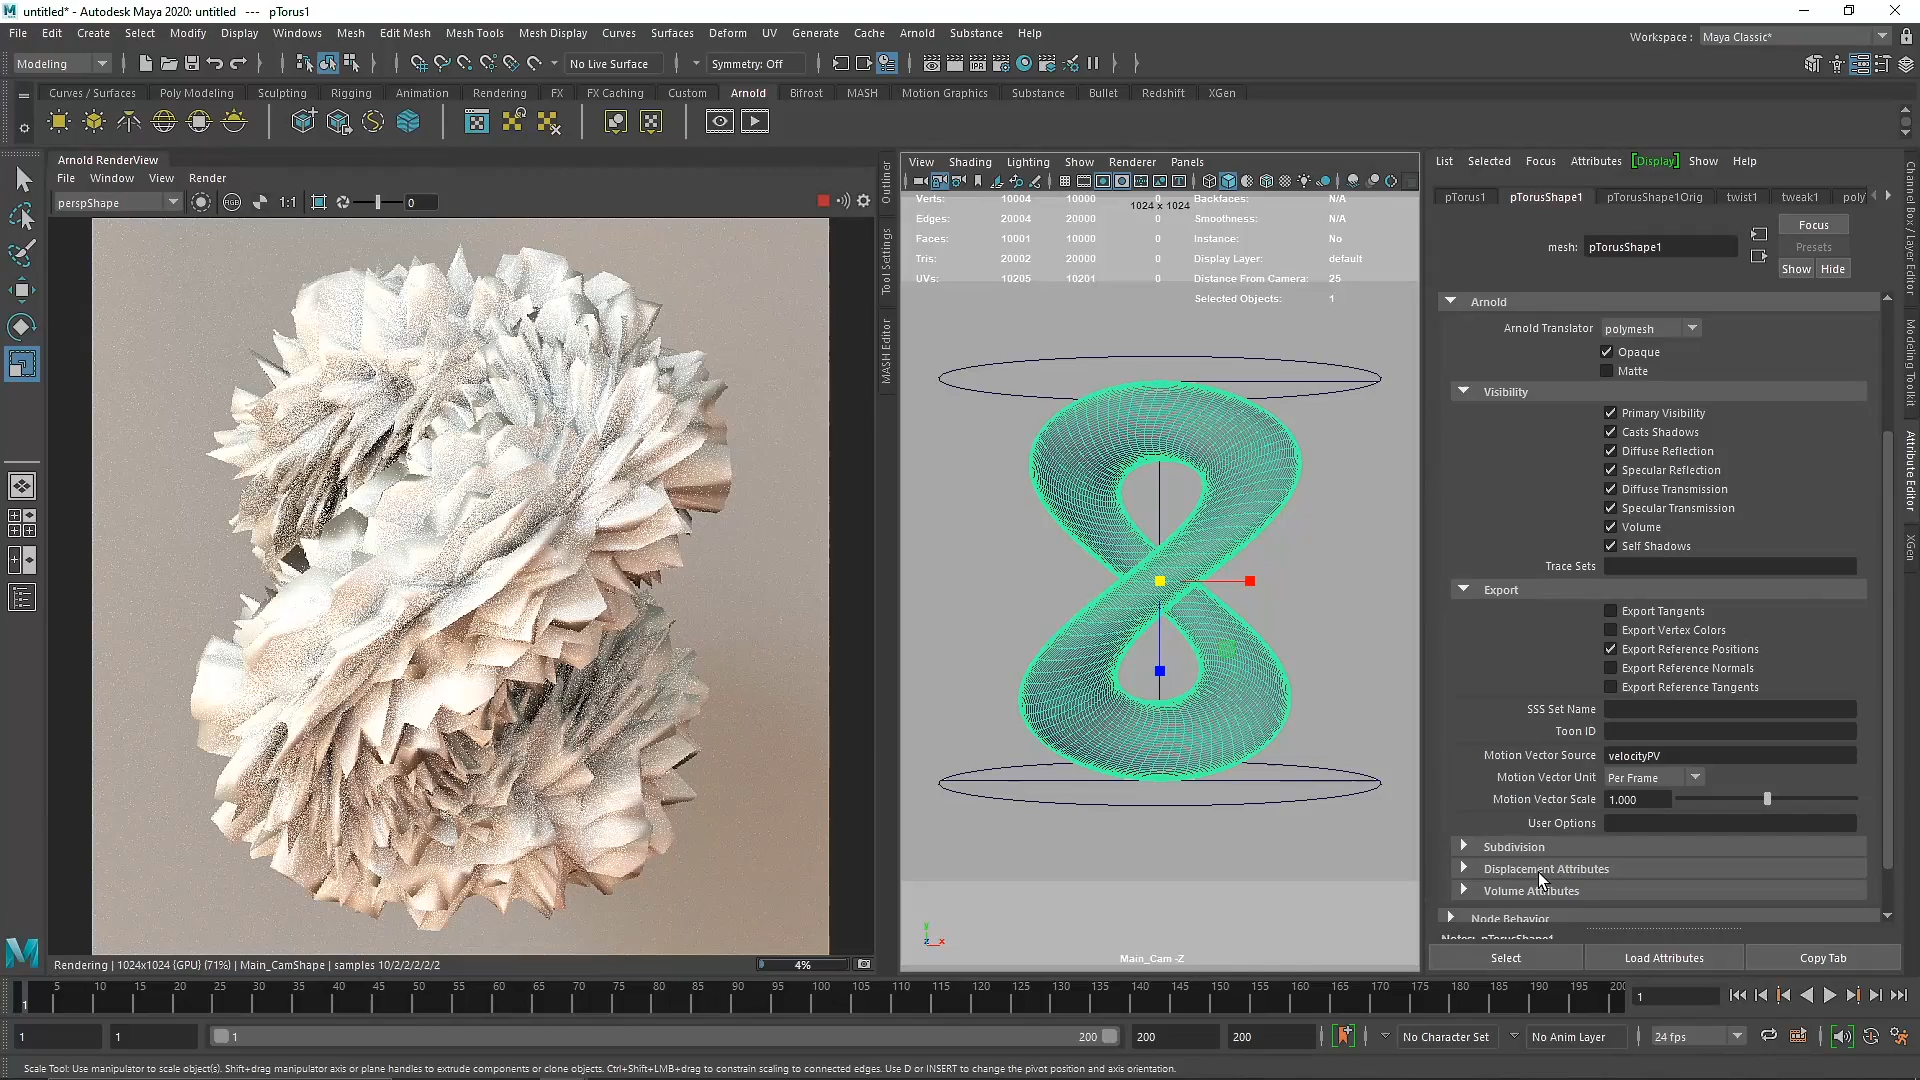 untitled* - Autodesk Maya 2020: untitled   ---   pTorus1
File Edit Create Select Modify Display Windows Mesh Edit Mesh Mesh Tools Mesh Display Curves Surfaces Deform UV Generate Cache Arnold Substance Help
Workspace : Maya Classic*
Modeling No Live Surface Symmetry: Off
Curves / Surfaces Poly Modeling Sculpting Rigging Animation Rendering FX FX Caching Custom Arnold Bifrost MASH Motion Graphics Substance Bullet Redshift XGen
Arnold RenderView
File Window View Render
perspShape RGB 1:1 0
Outliner
Tool Settings
MASH Editor
View Shading Lighting Show Renderer Panels
1024 x 1024
Verts: 10004 10000 0 Backfaces: N/A
Edges: 20004 20000 0 Smoothness: N/A
Faces: 10001 10000 0 Instance: No
Tris: 20002 20000 0 Display Layer: default
UVs: 10205 10201 0 Distance From Camera: 25
Selected Objects: 1
y
z x
Main_Cam -Z
List Selected Focus Attributes [Display] Show Help
pTorus1 pTorusShape1 pTorusShape1Orig twist1 tweak1 poly
Focus
mesh: pTorusShape1
Presets
Show Hide
Arnold
Arnold Translator polymesh
Opaque
Matte
Visibility
Primary Visibility
Casts Shadows
Diffuse Reflection
Specular Reflection
Diffuse Transmission
Specular Transmission
Volume
Self Shadows
Trace Sets
Export
Export Tangents
Export Vertex Colors
Export Reference Positions
Export Reference Normals
Export Reference Tangents
SSS Set Name
Toon ID
Motion Vector Source velocityPV
Motion Vector Unit Per Frame
Motion Vector Scale 1.000
User Options
Subdivision
Displacement Attributes
Volume Attributes
Node Behavior
Notes: pTorusShape1
Select Load Attributes Copy Tab
Channel Box / Layer Editor
Modeling Toolkit
Attribute Editor
XGen
Rendering | 1024x1024 (GPU) (71%) | Main_CamShape | samples 10/2/2/2/2/2
4%
5 10 15 20 25 30 35 40 45 50 55 60 65 70 75 80 85 90 95 100 105 110 115 120 125 130 135 140 145 150 155 160 165 170 175 180 185 190 195 200
1 1
1 1 1 200 200 200 No Character Set No Anim Layer 24 fps
Scale Tool: Use manipulator to scale object(s). Shift+drag manipulator axis or plane handles to extrude components or clone objects. Ctrl+Shift+LMB+drag to constrain scaling to connected edges. Use D or INSERT to change the pivot position and axis orientation.